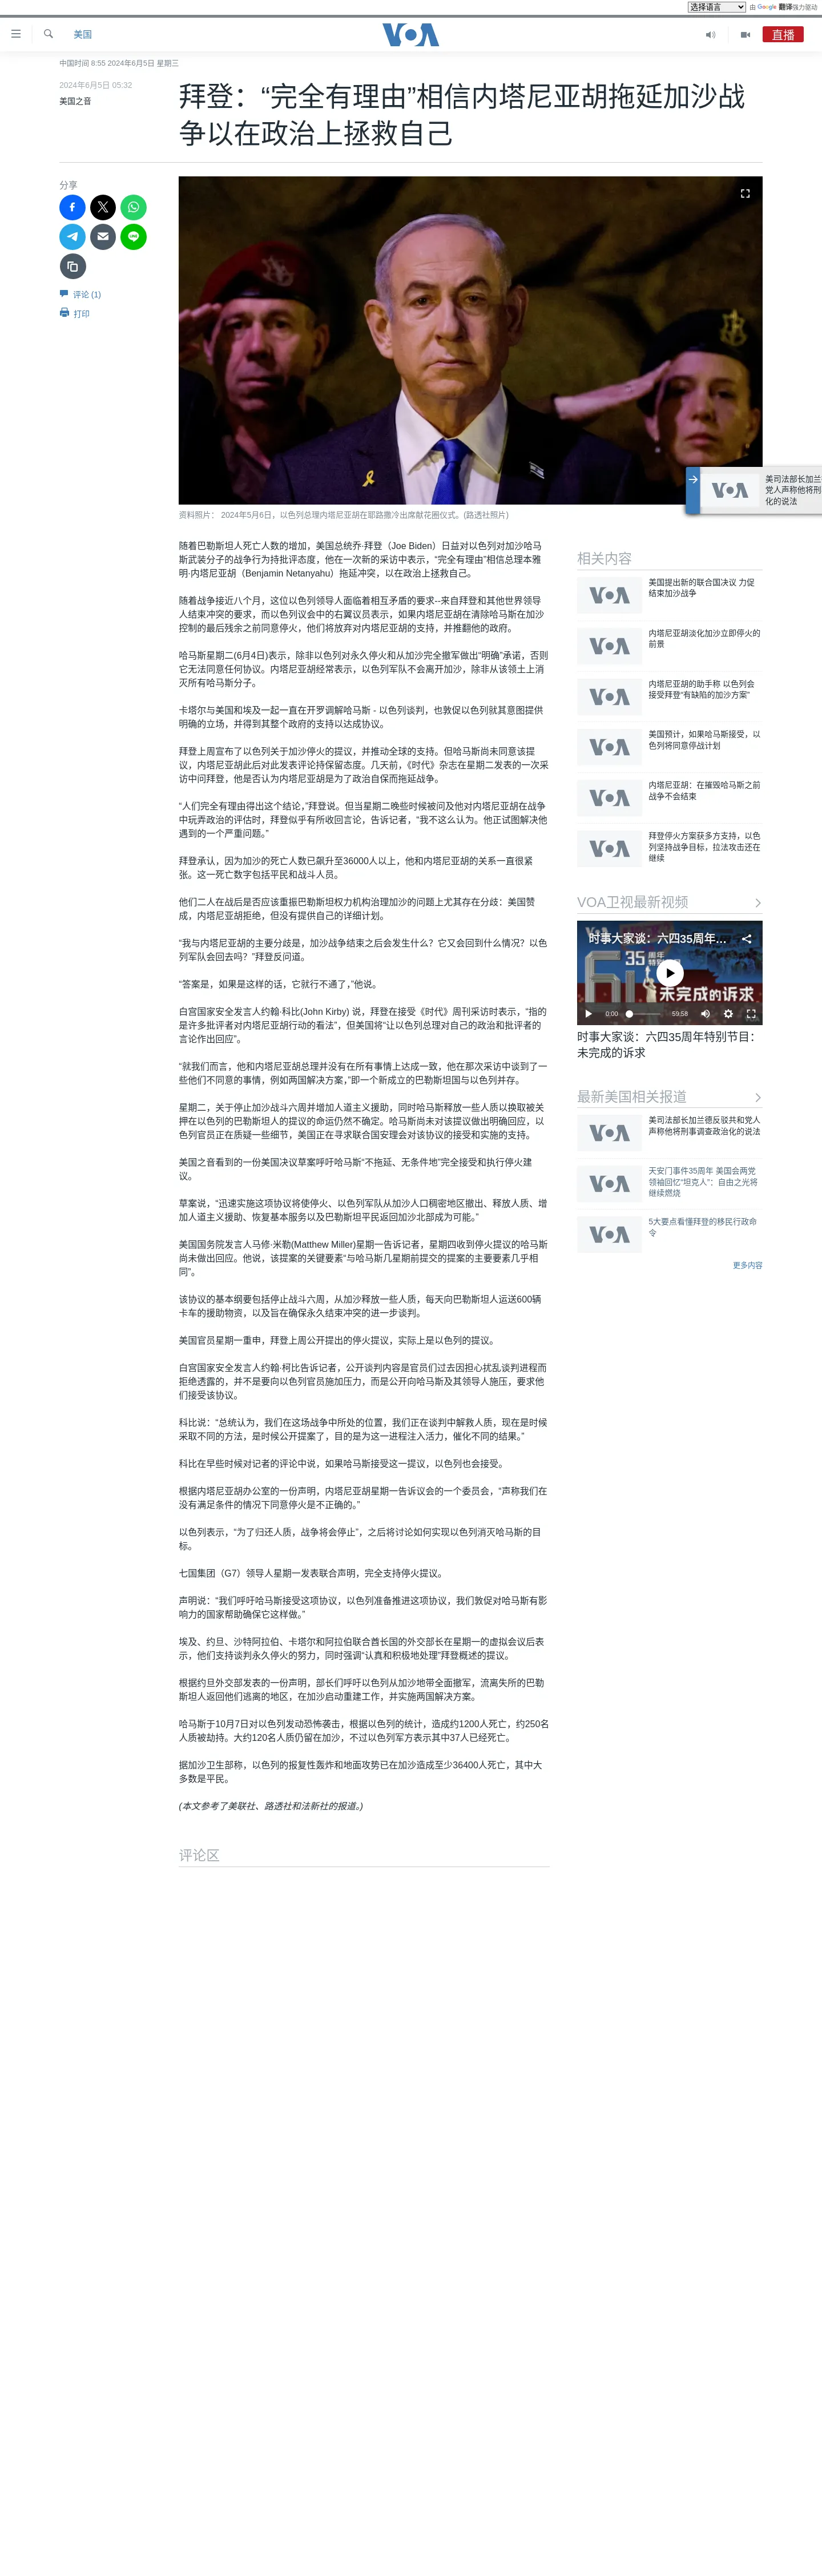 选择语言 由 Google 翻译强力驱动
美国
VOA
直播
中国时间 8:55 2024年6月5日 星期三
2024年6月5日 05:32
美国之音
拜登：“完全有理由”相信内塔尼亚胡拖延加沙战
争以在政治上拯救自己
分享
评论 (1)
打印
资料照片： 2024年5月6日，以色列总理内塔尼亚胡在耶路撒冷出席献花圈仪式。(路透社照片)
美司法部长加兰
党人声称他将刑
化的说法
随着巴勒斯坦人死亡人数的增加，美国总统乔·拜登（Joe Biden）日益对以色列对加沙哈马
斯武装分子的战争行为持批评态度，他在一次新的采访中表示，“完全有理由”相信总理本雅
明·内塔尼亚胡（Benjamin Netanyahu）拖延冲突，以在政治上拯救自己。
随着战争接近八个月，这位以色列领导人面临着相互矛盾的要求--来自拜登和其他世界领导
人结束冲突的要求，而以色列议会中的右翼议员表示，如果内塔尼亚胡在清除哈马斯在加沙
控制的最后残余之前同意停火，他们将放弃对内塔尼亚胡的支持，并推翻他的政府。
哈马斯星期二(6月4日)表示，除非以色列对永久停火和从加沙完全撤军做出“明确”承诺，否则
它无法同意任何协议。内塔尼亚胡经常表示，以色列军队不会离开加沙，除非从该领土上消
灭所有哈马斯分子。
卡塔尔与美国和埃及一起一直在开罗调解哈马斯 - 以色列谈判，也敦促以色列就其意图提供
明确的立场，并得到其整个政府的支持以达成协议。
拜登上周宣布了以色列关于加沙停火的提议，并推动全球的支持。但哈马斯尚未同意该提
议，内塔尼亚胡此后对此发表评论持保留态度。几天前，《时代》杂志在星期二发表的一次采
访中问拜登，他是否认为内塔尼亚胡是为了政治自保而拖延战争。
“人们完全有理由得出这个结论，”拜登说。但当星期二晚些时候被问及他对内塔尼亚胡在战争
中玩弄政治的评估时，拜登似乎有所收回言论，告诉记者，“我不这么认为。他正试图解决他
遇到的一个严重问题。”
拜登承认，因为加沙的死亡人数已飙升至36000人以上，他和内塔尼亚胡的关系一直很紧
张。这一死亡数字包括平民和战斗人员。
他们二人在战后是否应该重振巴勒斯坦权力机构治理加沙的问题上尤其存在分歧：美国赞
成，内塔尼亚胡拒绝，但没有提供自己的详细计划。
“我与内塔尼亚胡的主要分歧是，加沙战争结束之后会发生什么？它又会回到什么情况？以色
列军队会回去吗？”拜登反问道。
“答案是，如果是这样的话，它就行不通了，”他说。
白宫国家安全发言人约翰·科比(John Kirby) 说，拜登在接受《时代》周刊采访时表示，“指的
是许多批评者对内塔尼亚胡行动的看法”，但美国将“让以色列总理对自己的政治和批评者的
言论作出回应”。
“就我们而言，他和内塔尼亚胡总理并没有在所有事情上达成一致，他在那次采访中谈到了一
些他们不同意的事情，例如两国解决方案，”即一个新成立的巴勒斯坦国与以色列并存。
星期二，关于停止加沙战斗六周并增加人道主义援助，同时哈马斯释放一些人质以换取被关
押在以色列的巴勒斯坦人的提议的命运仍然不确定。哈马斯尚未对该提议做出明确回应，以
色列官员正在质疑一些细节，美国正在寻求联合国安理会对该协议的接受和实施的支持。
美国之音看到的一份美国决议草案呼吁哈马斯“不拖延、无条件地”完全接受和执行停火建
议。
草案说，“迅速实施这项协议将使停火、以色列军队从加沙人口稠密地区撤出、释放人质、增
加人道主义援助、恢复基本服务以及巴勒斯坦平民返回加沙北部成为可能。”
美国国务院发言人马修·米勒(Matthew Miller)星期一告诉记者，星期四收到停火提议的哈马斯
尚未做出回应。他说，该提案的关键要素“与哈马斯几星期前提交的提案的主要要素几乎相
同”。
该协议的基本纲要包括停止战斗六周，从加沙释放一些人质，每天向巴勒斯坦人运送600辆
卡车的援助物资，以及旨在确保永久结束冲突的进一步谈判。
美国官员星期一重申，拜登上周公开提出的停火提议，实际上是以色列的提议。
白宫国家安全发言人约翰·柯比告诉记者，公开谈判内容是官员们过去因担心扰乱谈判进程而
拒绝透露的，并不是要向以色列官员施加压力，而是公开向哈马斯及其领导人施压，要求他
们接受该协议。
科比说：“总统认为，我们在这场战争中所处的位置，我们正在谈判中解救人质，现在是时候
采取不同的方法，是时候公开提案了，目的是为这一进程注入活力，催化不同的结果。”
科比在早些时候对记者的评论中说，如果哈马斯接受这一提议，以色列也会接受。
根据内塔尼亚胡办公室的一份声明，内塔尼亚胡星期一告诉议会的一个委员会，“声称我们在
没有满足条件的情况下同意停火是不正确的。”
以色列表示，“为了归还人质，战争将会停止”，之后将讨论如何实现以色列消灭哈马斯的目
标。
七国集团（G7）领导人星期一发表联合声明，完全支持停火提议。
声明说：“我们呼吁哈马斯接受这项协议，以色列准备推进这项协议，我们敦促对哈马斯有影
响力的国家帮助确保它这样做。”
埃及、约旦、沙特阿拉伯、卡塔尔和阿拉伯联合酋长国的外交部长在星期一的虚拟会议后表
示，他们支持谈判永久停火的努力，同时强调“认真和积极地处理”拜登概述的提议。
根据约旦外交部发表的一份声明，部长们呼吁以色列从加沙地带全面撤军，流离失所的巴勒
斯坦人返回他们逃离的地区，在加沙启动重建工作，并实施两国解决方案。
哈马斯于10月7日对以色列发动恐怖袭击，根据以色列的统计，造成约1200人死亡，约250名
人质被劫持。大约120名人质仍留在加沙，不过以色列军方表示其中37人已经死亡。
据加沙卫生部称，以色列的报复性轰炸和地面攻势已在加沙造成至少36400人死亡，其中大
多数是平民。
(本文参考了美联社、路透社和法新社的报道。)
评论区
相关内容
美国提出新的联合国决议 力促
结束加沙战争
内塔尼亚胡淡化加沙立即停火的
前景
内塔尼亚胡的助手称 以色列会
接受拜登“有缺陷的加沙方案”
美国预计，如果哈马斯接受，以
色列将同意停战计划
内塔尼亚胡：在摧毁哈马斯之前
战争不会结束
拜登停火方案获多方支持，以色
列坚持战争目标，拉法攻击还在
继续
VOA卫视最新视频
时事大家谈：六四35周年...
35周年
特别节目
未完成的诉求
0:00 59:58
时事大家谈：六四35周年特别节目：
未完成的诉求
最新美国相关报道
美司法部长加兰德反驳共和党人
声称他将刑事调查政治化的说法
天安门事件35周年 美国会两党
领袖回忆“坦克人”：自由之光将
继续燃烧
5大要点看懂拜登的移民行政命
令
更多内容